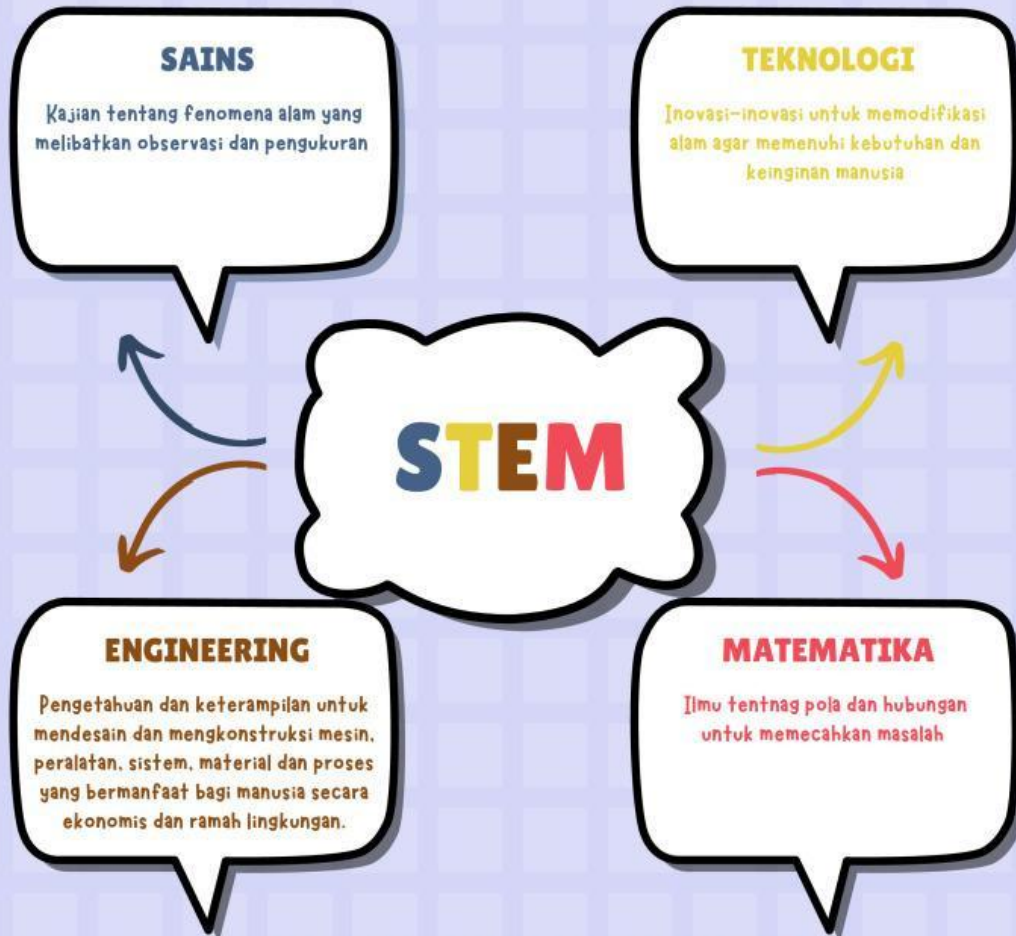 SAINS
Kajian tentang fenomena alam yang
melibatkan observasi dan pengukuran
TEKNOLOGI
Inovasi-inovasi untuk memodifikasi
alam agar memenuhi kebutuhan dan
keinginan manusia
STEM
ENGINEERING
Pengetahuan dan keterampilan untuk
mendesain dan mengkonstruksi mesin,
peralatan, sistem, material dan proses
yang bermanfaat bagi manusia secara
ekonomis dan ramah lingkungan.
MATEMATIKA
Ilmu tentnag pola dan hubungan
untuk memecahkan masalah